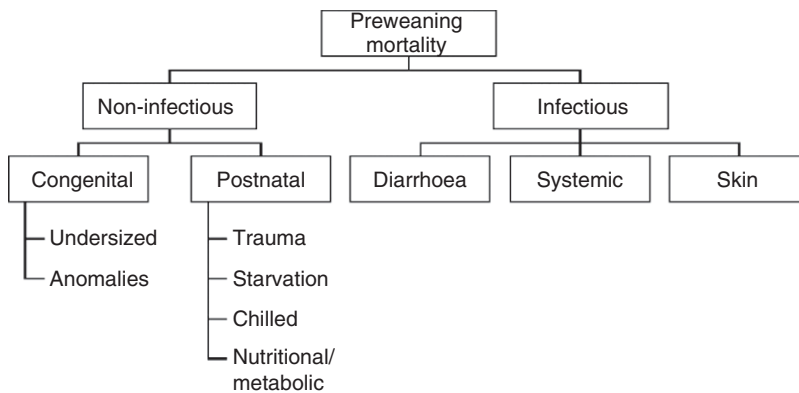 Preweaning
mortality
Non-infectious
Infectious
Congenital
Postnatal
Diarrhoea
Systemic
Skin
Undersized
Anomalies
Trauma
Starvation
Chilled
Nutritional/
metabolic